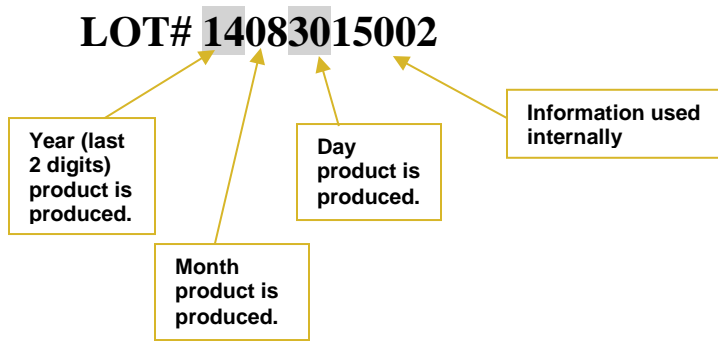 LOT# 14083015002
Year (last
2 digits)
product is
produced.
Month
product is
produced.
Day
product is
produced.
Information used
internally